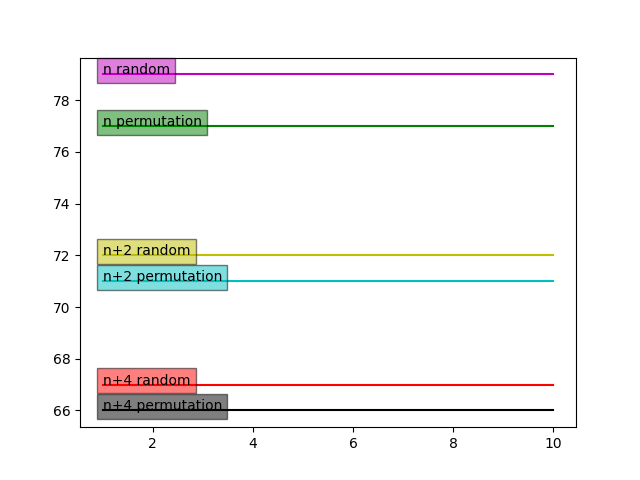 n random
78
n permutation
76
74
n+2 random
72
n+2 permutation
70
68
n+4 random
n+4 permutation
66
2 4 6 8 10